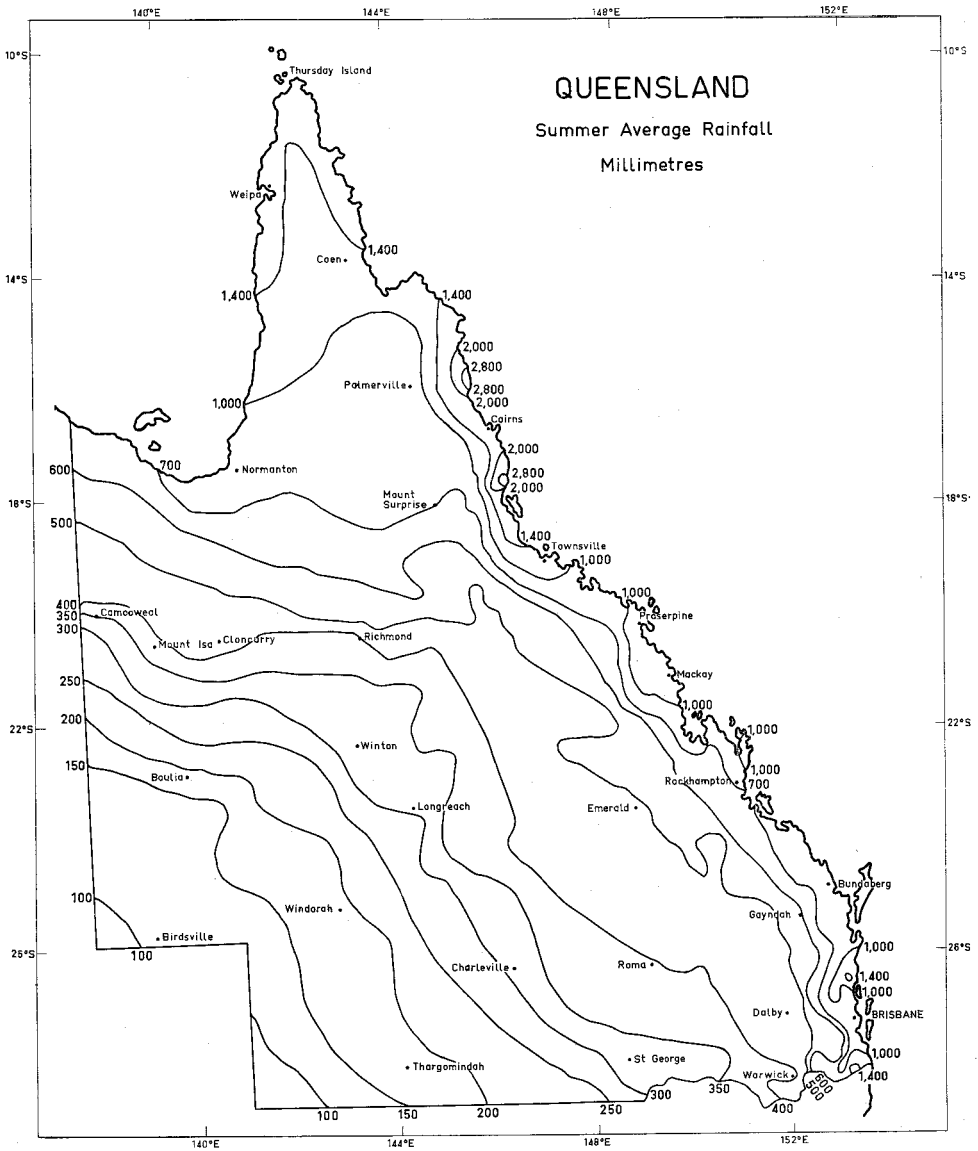 140°E 144°E 148°E 152°E
10°S 10°S
Thursday Island
QUEENSLAND
Summer Average Rainfall
Millimetres
Weipa
1,400
Coen
14°S 14°S
1,400 1,400
2,000
2,800
Palmerville 2,800
1,000 2,000
Cairns
2,000
700
600 Normanton 2,800
Mount
Surprise
2,000
18°S 18°S
500
1,400
Townsville
1,000
400 1,000
350 Camooweal
Proserpine
300 Mount Isa Cloncurry Richmond
250 Mackay
1,000
200
22°S 22°S
1,000
Winton
150
Boulia 1,000
Rockhampton 700
Longreach Emerald
100 Bundaberg
Windorah Gayndah
Birdsville
100
25°S 26°S
1,000
Charleville Roma 1,400
1,000
Dalby BRISBANE
St George 1,000
Thargomindah Warwick 1,400
600
500
100 150 200 250 300 350 400
140°E 144°E 148°E 152°E